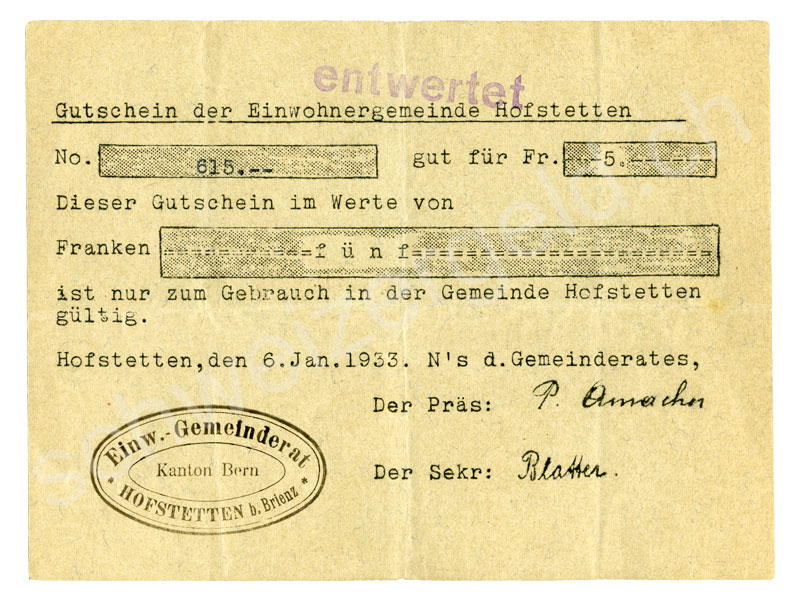 entwertet
Gutschein der Einwohnergemeinde Hofstetten
No. 615.-- gut für Fr. ---5.------
Dieser Gutschein im Werte von
Franken ===========fünf======================
ist nur zum Gebrauch in der Gemeinde Hofstetten
gültig.
Hofstetten,den 6.Jan.1933. N's d.Gemeinderates,
Der Präs: P. Amacher
Der Sekr: Blatter.
Einw.-Gemeinderat
Kanton Bern
* HOFSTETTEN b. Brienz *
schweizergeld.ch